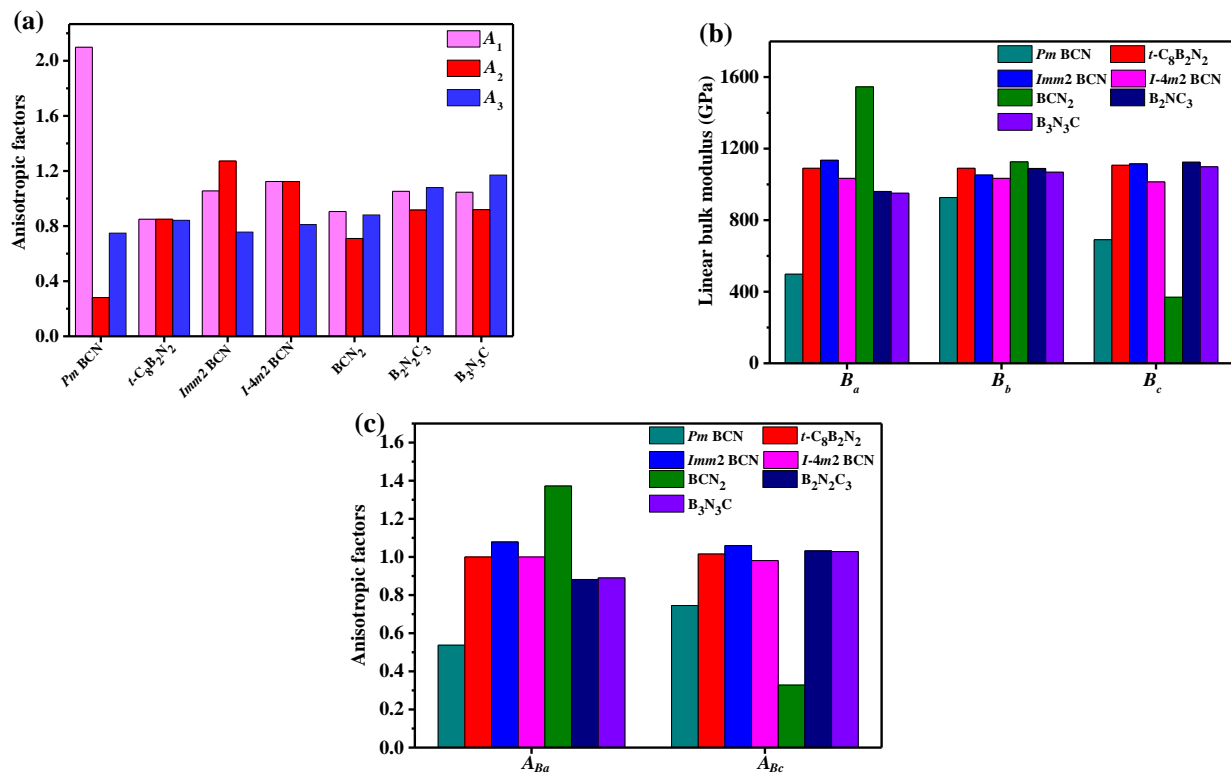 (a)
Anisotropic factors
2.0
1.6
1.2
0.8
0.4
0.0
A₁
A₂
A₃
Pm BCN
t-C₈B₂N₂
Imm2 BCN
I-4m2 BCN
BCN₂
B₂N₂C₃
B₃N₃C
(b)
Linear bulk modulus (GPa)
1600
1200
800
400
0
Pm BCN t-C₈B₂N₂
Imm2 BCN I-4m2 BCN
BCN₂ B₂NC₃
B₃N₃C
Bₐ B_b B_c
(c)
Anisotropic factors
1.6
1.4
1.2
1.0
0.8
0.6
0.4
0.2
0.0
Pm BCN t-C₈B₂N₂
Imm2 BCN I-4m2 BCN
BCN₂ B₂N₂C₃
B₃N₃C
A_Ba A_Bc